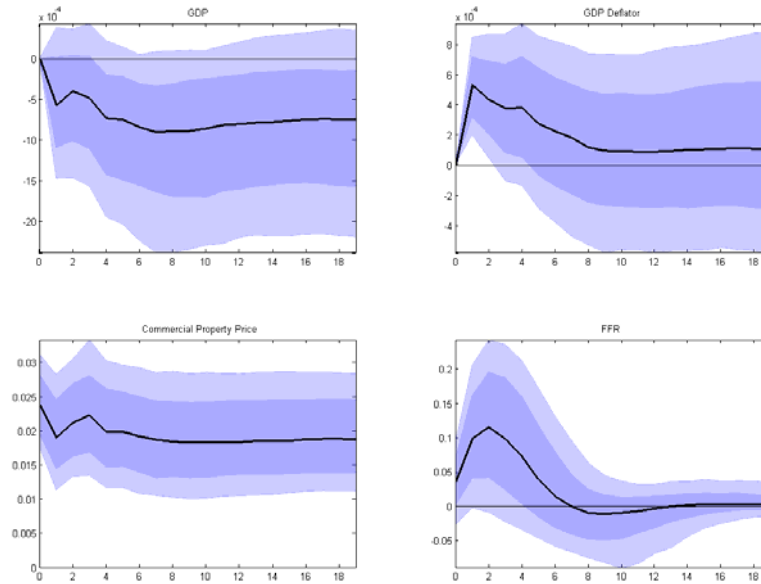 GDP
x 10⁻⁴
0
-5
-10
-15
-20
0 2 4 6 8 10 12 14 16 18
GDP Deflator
x 10⁻⁴
8
6
4
2
0
-2
-4
0 2 4 6 8 10 12 14 16 18
Commercial Property Price
0.03
0.025
0.02
0.015
0.01
0.005
0
0 2 4 6 8 10 12 14 16 18
FFR
0.2
0.15
0.1
0.05
0
-0.05
0 2 4 6 8 10 12 14 16 18